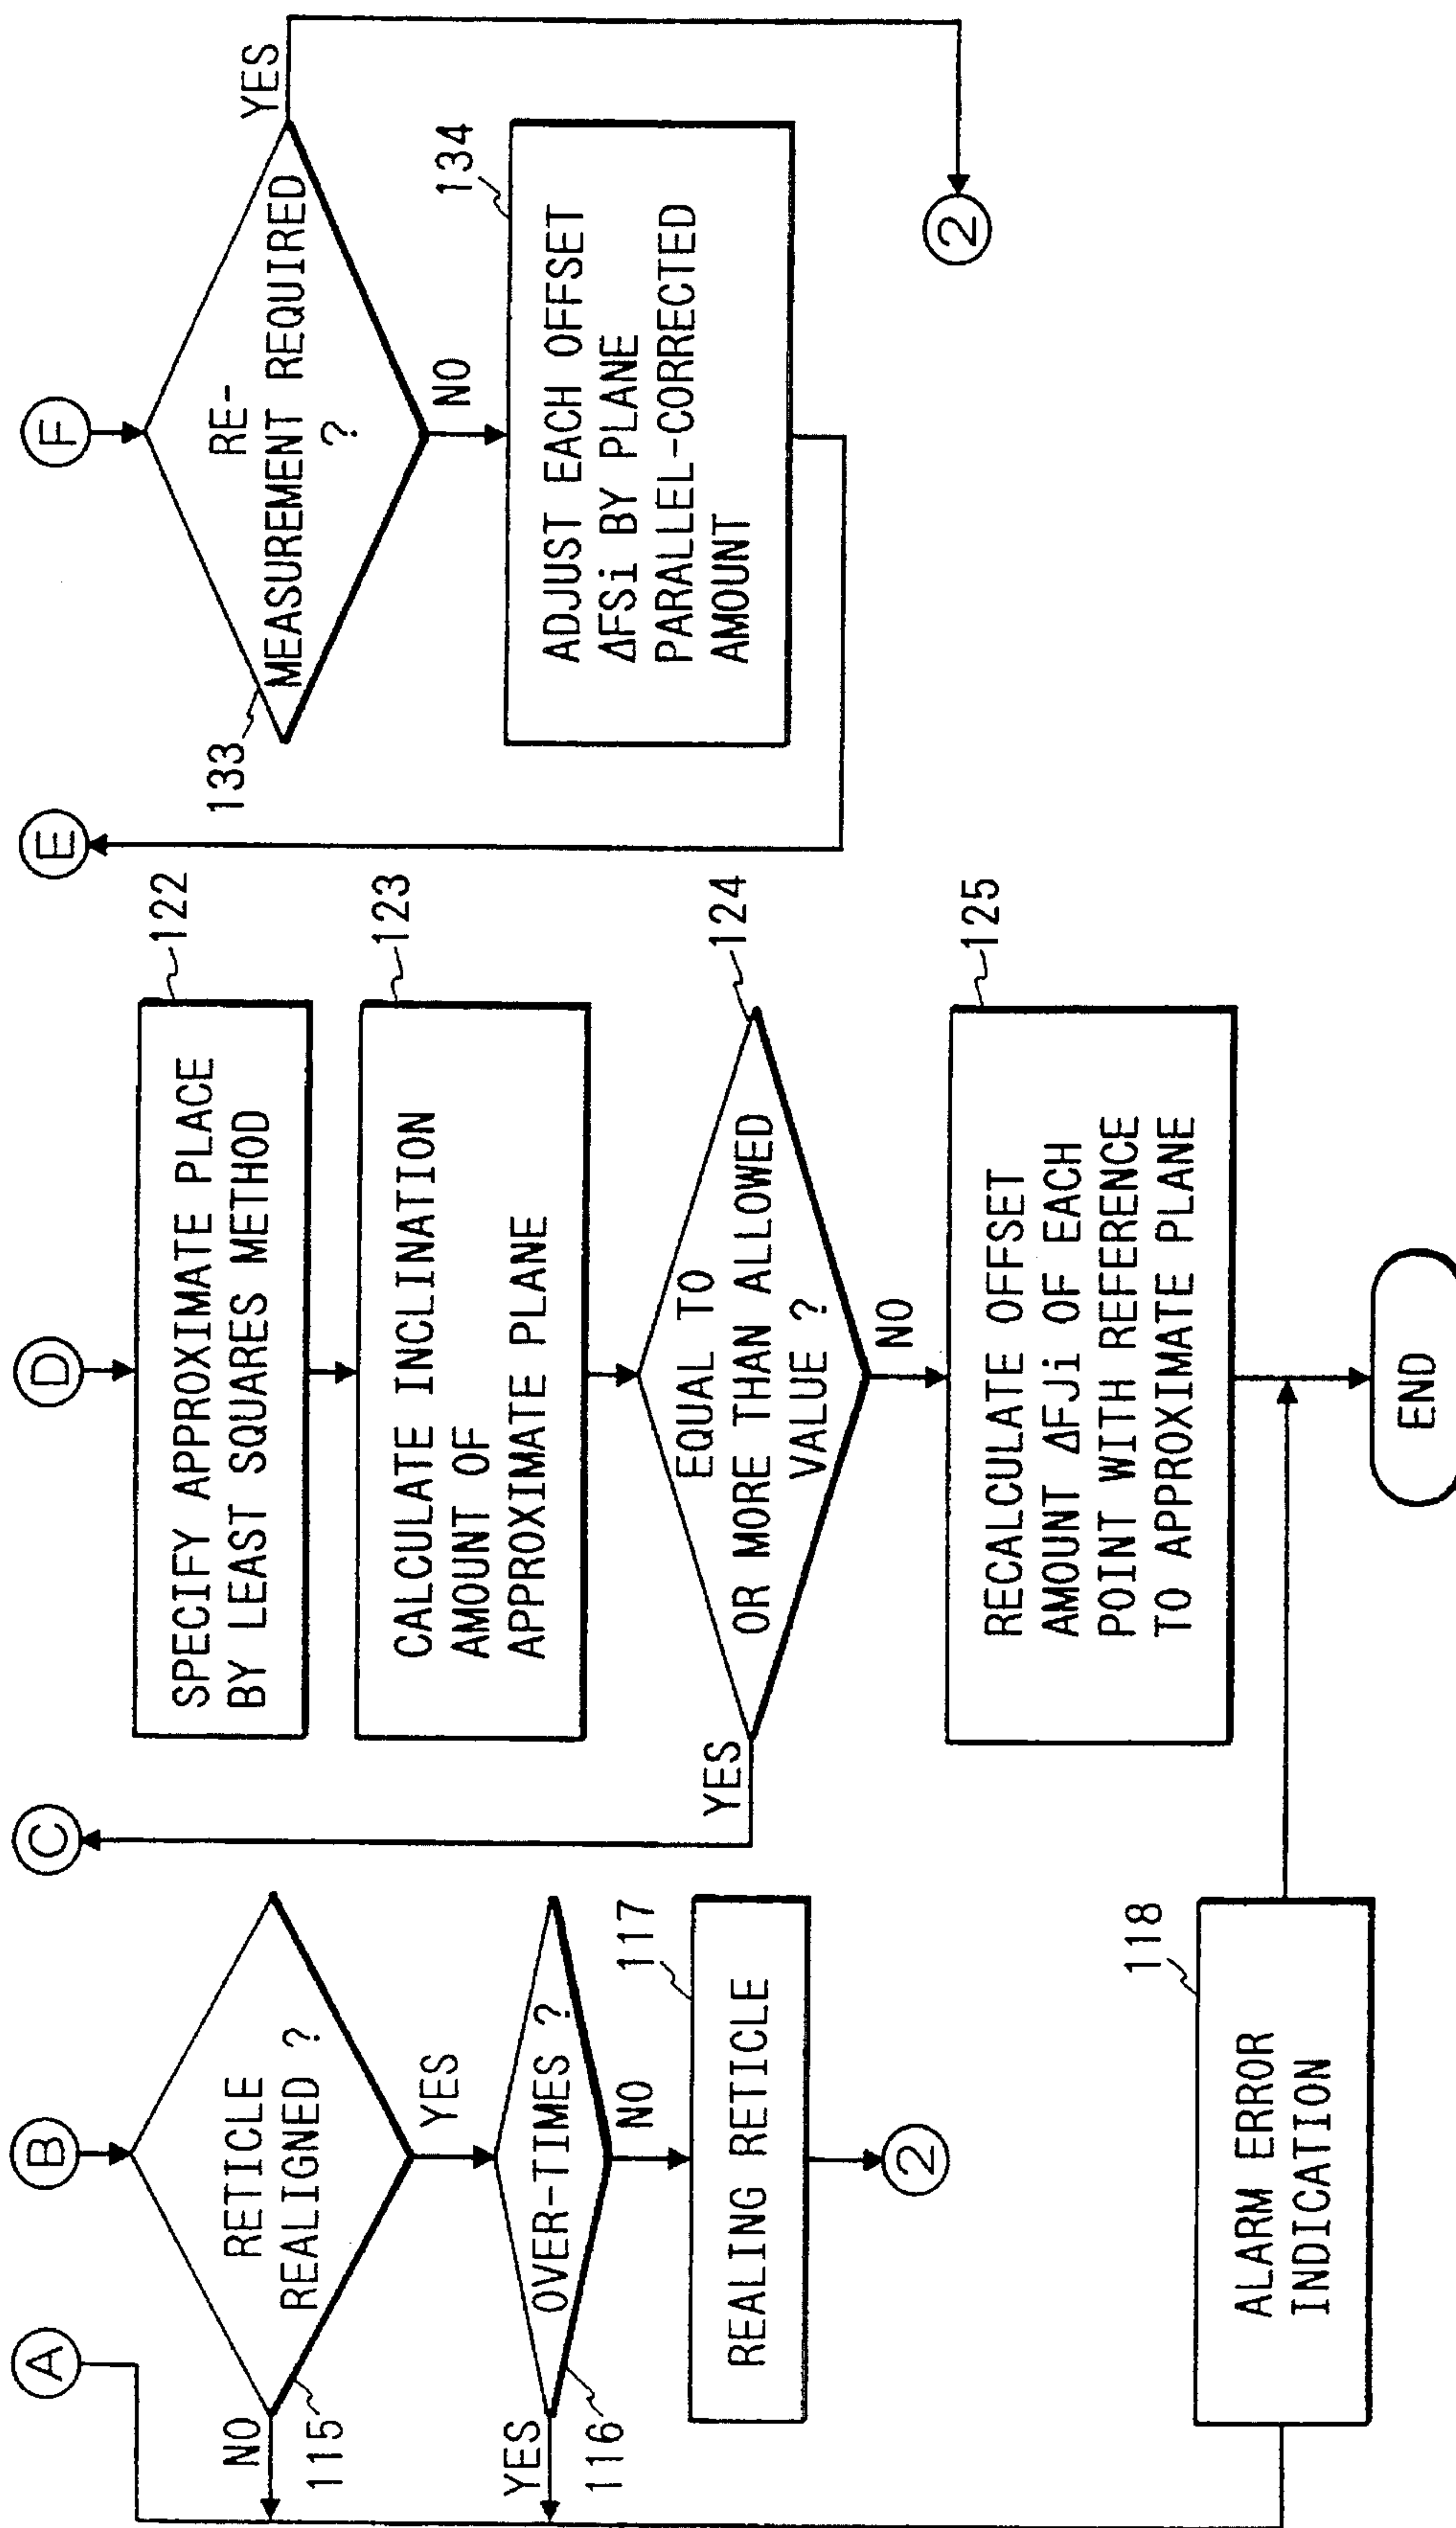 A
B
RETICLE
REALIGNED ?
NO
115
YES
OVER-TIMES ?
YES
116
NO
117
REALING RETICLE
2
118
ALARM ERROR
INDICATION
C
D
122
SPECIFY APPROXIMATE PLACE
BY LEAST SQUARES METHOD
123
CALCULATE INCLINATION
AMOUNT OF
APPROXIMATE PLANE
124
EQUAL TO
OR MORE THAN ALLOWED
VALUE ?
YES
NO
125
RECALCULATE OFFSET
AMOUNT ΔFJi OF EACH
POINT WITH REFERENCE
TO APPROXIMATE PLANE
END
E
F
133
RE-
MEASUREMENT REQUIRED
?
YES
NO
134
ADJUST EACH OFFSET
ΔFSi BY PLANE
PARALLEL-CORRECTED
AMOUNT
2